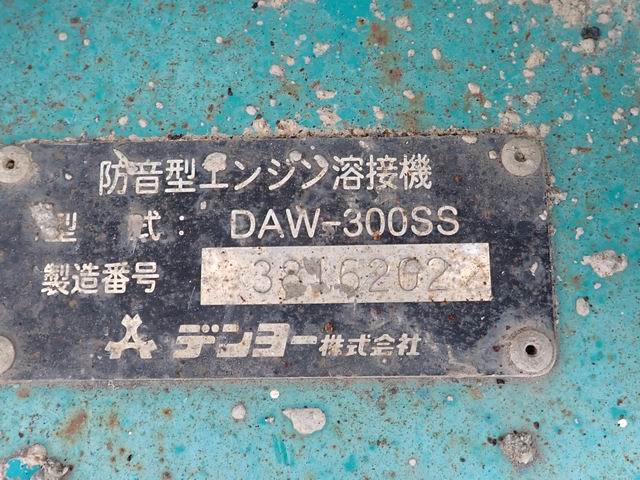 防音型エンジン溶接機
型 式: DAW-300SS
製造番号 3816202
デンヨー株式会社